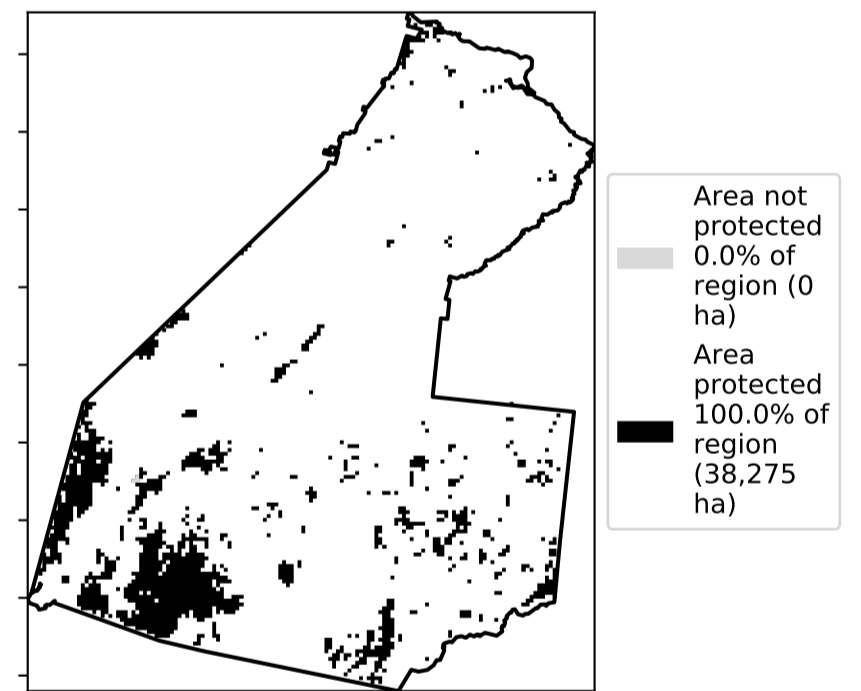 Area not
protected
0.0% of
region (0
ha)
Area
protected
100.0% of
region
(38,275
ha)